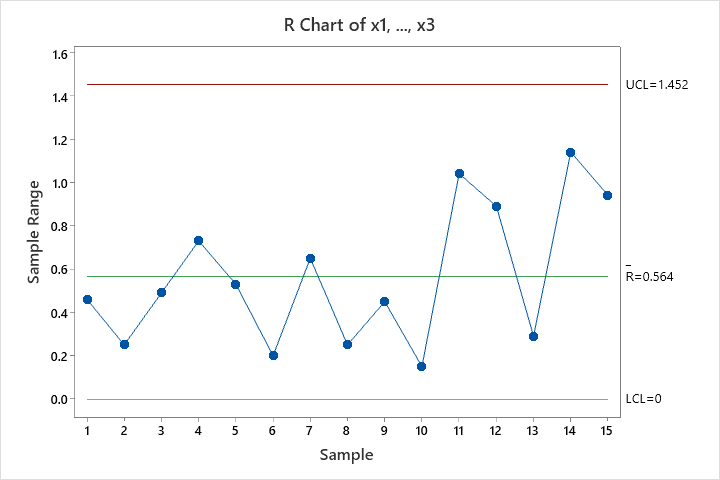 R Chart of x1, ..., x3
Sample Range
1.6
1.4
1.2
1.0
0.8
0.6
0.4
0.2
0.0
UCL=1.452
_
R=0.564
LCL=0
1 2 3 4 5 6 7 8 9 10 11 12 13 14 15
Sample